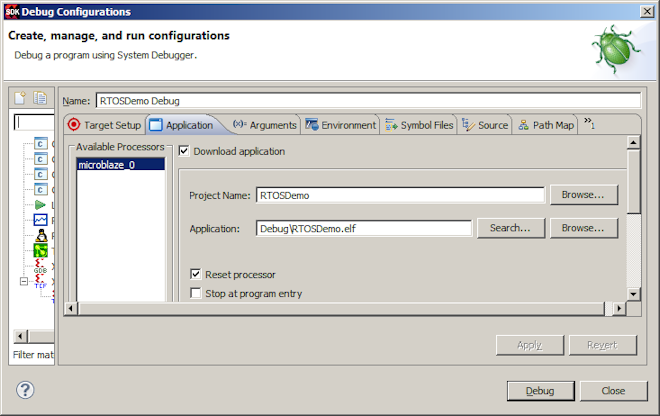 SDK Debug Configurations
Create, manage, and run configurations
Debug a program using System Debugger.
Name: RTOSDemo Debug
Target Setup Application (x)= Arguments Environment Symbol Files Source Path Map »1
Available Processors
microblaze_0
Download application
Project Name: RTOSDemo Browse...
Application: Debug\RTOSDemo.elf Search... Browse...
Reset processor
Stop at program entry
GDB
TCF
Filter mat
Apply Revert
? Debug Close